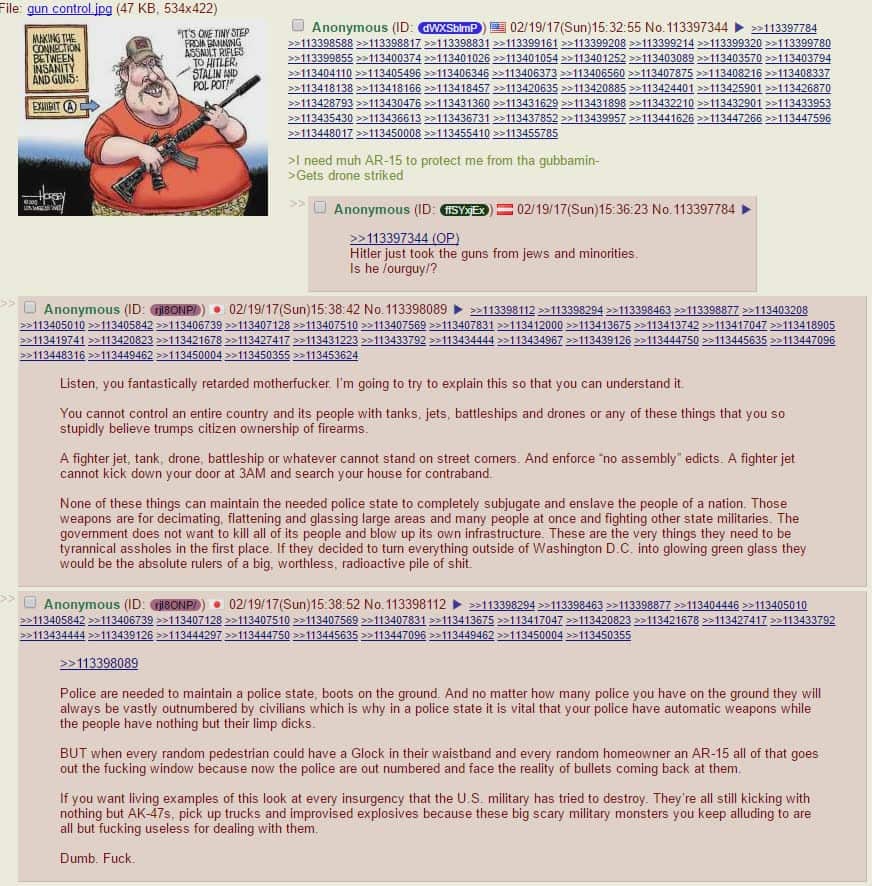 File: gun control.jpg (47 KB, 534x422)
MAKING THE
CONNECTION
BETWEEN
INSANITY
AND GUNS:
EXHIBIT A
"IT'S ONE TINY STEP
FROM BANNING
ASSAULT RIFLES
TO HITLER,
STALIN AND
POL POT!"
HORSEY
©2012
LOS ANGELES TIMES
Anonymous (ID: dWXSblmP) 02/19/17(Sun)15:32:55 No.113397344 ▶ >>113397784
>>113398588 >>113398817 >>113398831 >>113399161 >>113399208 >>113399214 >>113399320 >>113399780
>>113399855 >>113400374 >>113401026 >>113401054 >>113401252 >>113403089 >>113403570 >>113403794
>>113404110 >>113405496 >>113406346 >>113406373 >>113406560 >>113407875 >>113408216 >>113408337
>>113418138 >>113418166 >>113418457 >>113420635 >>113420885 >>113424401 >>113425901 >>113426870
>>113428793 >>113430476 >>113431360 >>113431629 >>113431898 >>113432210 >>113432901 >>113433953
>>113435430 >>113436613 >>113436731 >>113437852 >>113439957 >>113441626 >>113447266 >>113447596
>>113448017 >>113450008 >>113455410 >>113455785
>I need muh AR-15 to protect me from tha gubbamin-
>Gets drone striked
>> Anonymous (ID: ffSYxjEx) 02/19/17(Sun)15:36:23 No.113397784 ▶
>>113397344 (OP)
Hitler just took the guns from jews and minorities.
Is he /ourguy/?
>> Anonymous (ID: rjl8ONP/) 02/19/17(Sun)15:38:42 No.113398089 ▶ >>113398112 >>113398294 >>113398463 >>113398877 >>113403208
>>113405010 >>113405842 >>113406739 >>113407128 >>113407510 >>113407569 >>113407831 >>113412000 >>113413675 >>113413742 >>113417047 >>113418905
>>113419741 >>113420823 >>113421678 >>113427417 >>113431223 >>113433792 >>113434444 >>113434967 >>113439126 >>113444750 >>113445635 >>113447096
>>113448316 >>113449462 >>113450004 >>113450355 >>113453624
Listen, you fantastically retarded motherfucker. I'm going to try to explain this so that you can understand it.
You cannot control an entire country and its people with tanks, jets, battleships and drones or any of these things that you so
stupidly believe trumps citizen ownership of firearms.
A fighter jet, tank, drone, battleship or whatever cannot stand on street corners. And enforce "no assembly" edicts. A fighter jet
cannot kick down your door at 3AM and search your house for contraband.
None of these things can maintain the needed police state to completely subjugate and enslave the people of a nation. Those
weapons are for decimating, flattening and glassing large areas and many people at once and fighting other state militaries. The
government does not want to kill all of its people and blow up its own infrastructure. These are the very things they need to be
tyrannical assholes in the first place. If they decided to turn everything outside of Washington D.C. into glowing green glass they
would be the absolute rulers of a big, worthless, radioactive pile of shit.
>> Anonymous (ID: rjl8ONP/) 02/19/17(Sun)15:38:52 No.113398112 ▶ >>113398294 >>113398463 >>113398877 >>113404446 >>113405010
>>113405842 >>113406739 >>113407128 >>113407510 >>113407569 >>113407831 >>113413675 >>113417047 >>113420823 >>113421678 >>113427417 >>113433792
>>113434444 >>113439126 >>113444297 >>113444750 >>113445635 >>113447096 >>113449462 >>113450004 >>113450355
>>113398089
Police are needed to maintain a police state, boots on the ground. And no matter how many police you have on the ground they will
always be vastly outnumbered by civilians which is why in a police state it is vital that your police have automatic weapons while
the people have nothing but their limp dicks.
BUT when every random pedestrian could have a Glock in their waistband and every random homeowner an AR-15 all of that goes
out the fucking window because now the police are out numbered and face the reality of bullets coming back at them.
If you want living examples of this look at every insurgency that the U.S. military has tried to destroy. They're all still kicking with
nothing but AK-47s, pick up trucks and improvised explosives because these big scary military monsters you keep alluding to are
all but fucking useless for dealing with them.
Dumb. Fuck.